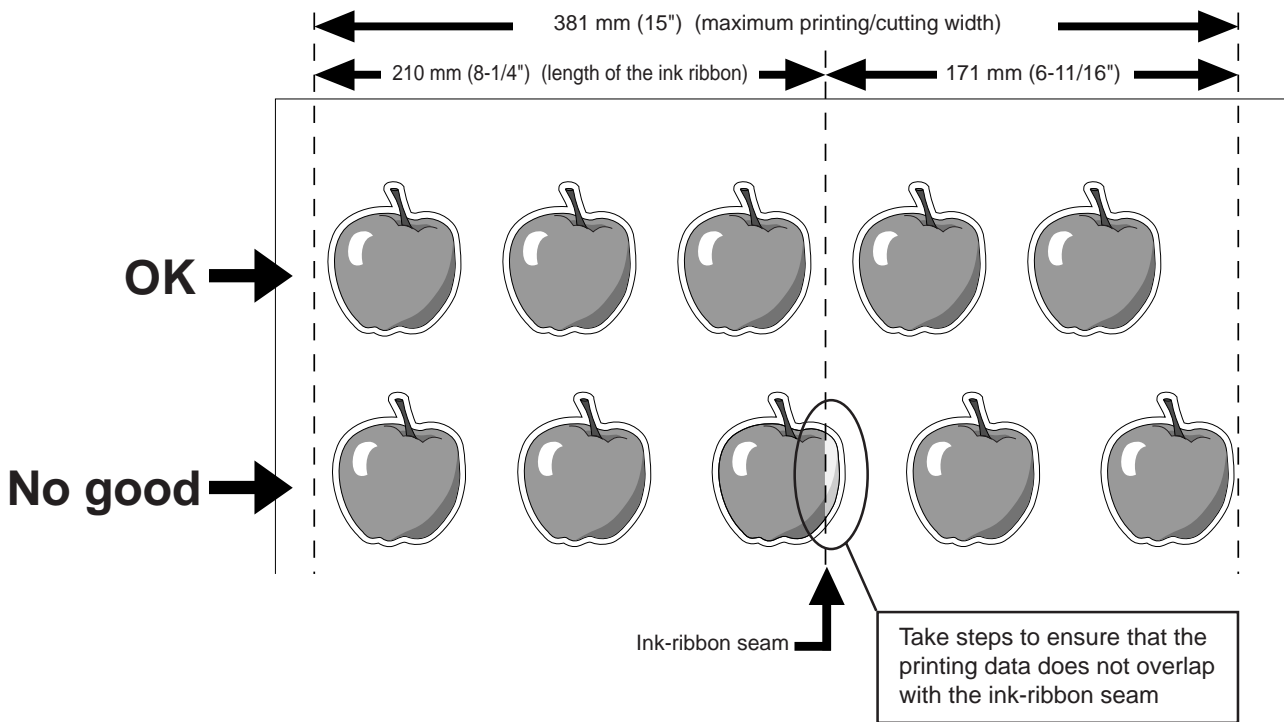 381 mm (15") (maximum printing/cutting width)
210 mm (8-1/4") (length of the ink ribbon)
171 mm (6-11/16")
OK
No good
Ink-ribbon seam
Take steps to ensure that the
printing data does not overlap
with the ink-ribbon seam